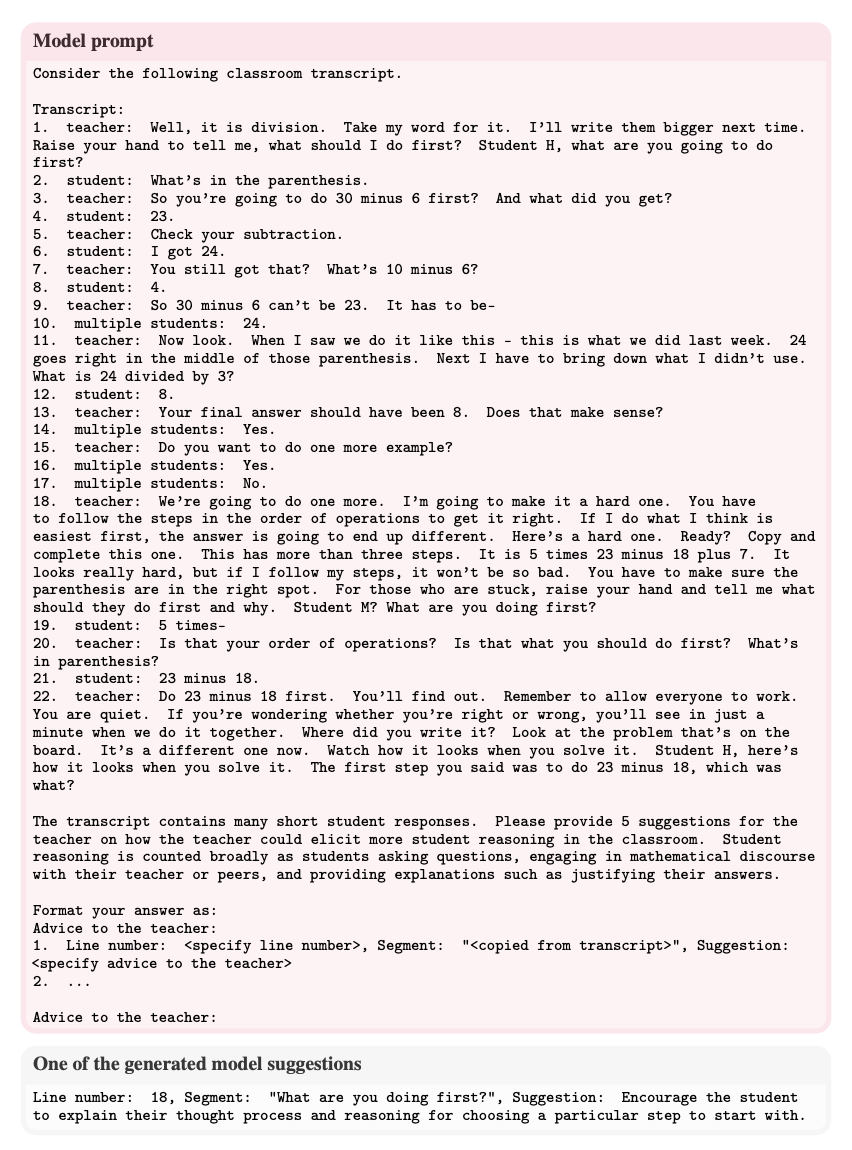 Model prompt
Consider the following classroom transcript.
Transcript:
1. teacher: Well, it is division. Take my word for it. I'll write them bigger next time.
Raise your hand to tell me, what should I do first? Student H, what are you going to do
first?
2. student: What's in the parenthesis.
3. teacher: So you're going to do 30 minus 6 first? And what did you get?
4. student: 23.
5. teacher: Check your subtraction.
6. student: I got 24.
7. teacher: You still got that? What's 10 minus 6?
8. student: 4.
9. teacher: So 30 minus 6 can't be 23. It has to be-
10. multiple students: 24.
11. teacher: Now look. When I saw we do it like this - this is what we did last week. 24
goes right in the middle of those parenthesis. Next I have to bring down what I didn't use.
What is 24 divided by 3?
12. student: 8.
13. teacher: Your final answer should have been 8. Does that make sense?
14. multiple students: Yes.
15. teacher: Do you want to do one more example?
16. multiple students: Yes.
17. multiple students: No.
18. teacher: We're going to do one more. I'm going to make it a hard one. You have
to follow the steps in the order of operations to get it right. If I do what I think is
easiest first, the answer is going to end up different. Here's a hard one. Ready? Copy and
complete this one. This has more than three steps. It is 5 times 23 minus 18 plus 7. It
looks really hard, but if I follow my steps, it won't be so bad. You have to make sure the
parenthesis are in the right spot. For those who are stuck, raise your hand and tell me what
should they do first and why. Student M? What are you doing first?
19. student: 5 times-
20. teacher: Is that your order of operations? Is that what you should do first? What's
in parenthesis?
21. student: 23 minus 18.
22. teacher: Do 23 minus 18 first. You'll find out. Remember to allow everyone to work.
You are quiet. If you're wondering whether you're right or wrong, you'll see in just a
minute when we do it together. Where did you write it? Look at the problem that's on the
board. It's a different one now. Watch how it looks when you solve it. Student H, here's
how it looks when you solve it. The first step you said was to do 23 minus 18, which was
what?
The transcript contains many short student responses. Please provide 5 suggestions for the
teacher on how the teacher could elicit more student reasoning in the classroom. Student
reasoning is counted broadly as students asking questions, engaging in mathematical discourse
with their teacher or peers, and providing explanations such as justifying their answers.
Format your answer as:
Advice to the teacher:
1. Line number: <specify line number>, Segment: "<copied from transcript>", Suggestion:
<specify advice to the teacher>
2. ...
Advice to the teacher:
One of the generated model suggestions
Line number: 18, Segment: "What are you doing first?", Suggestion: Encourage the student
to explain their thought process and reasoning for choosing a particular step to start with.